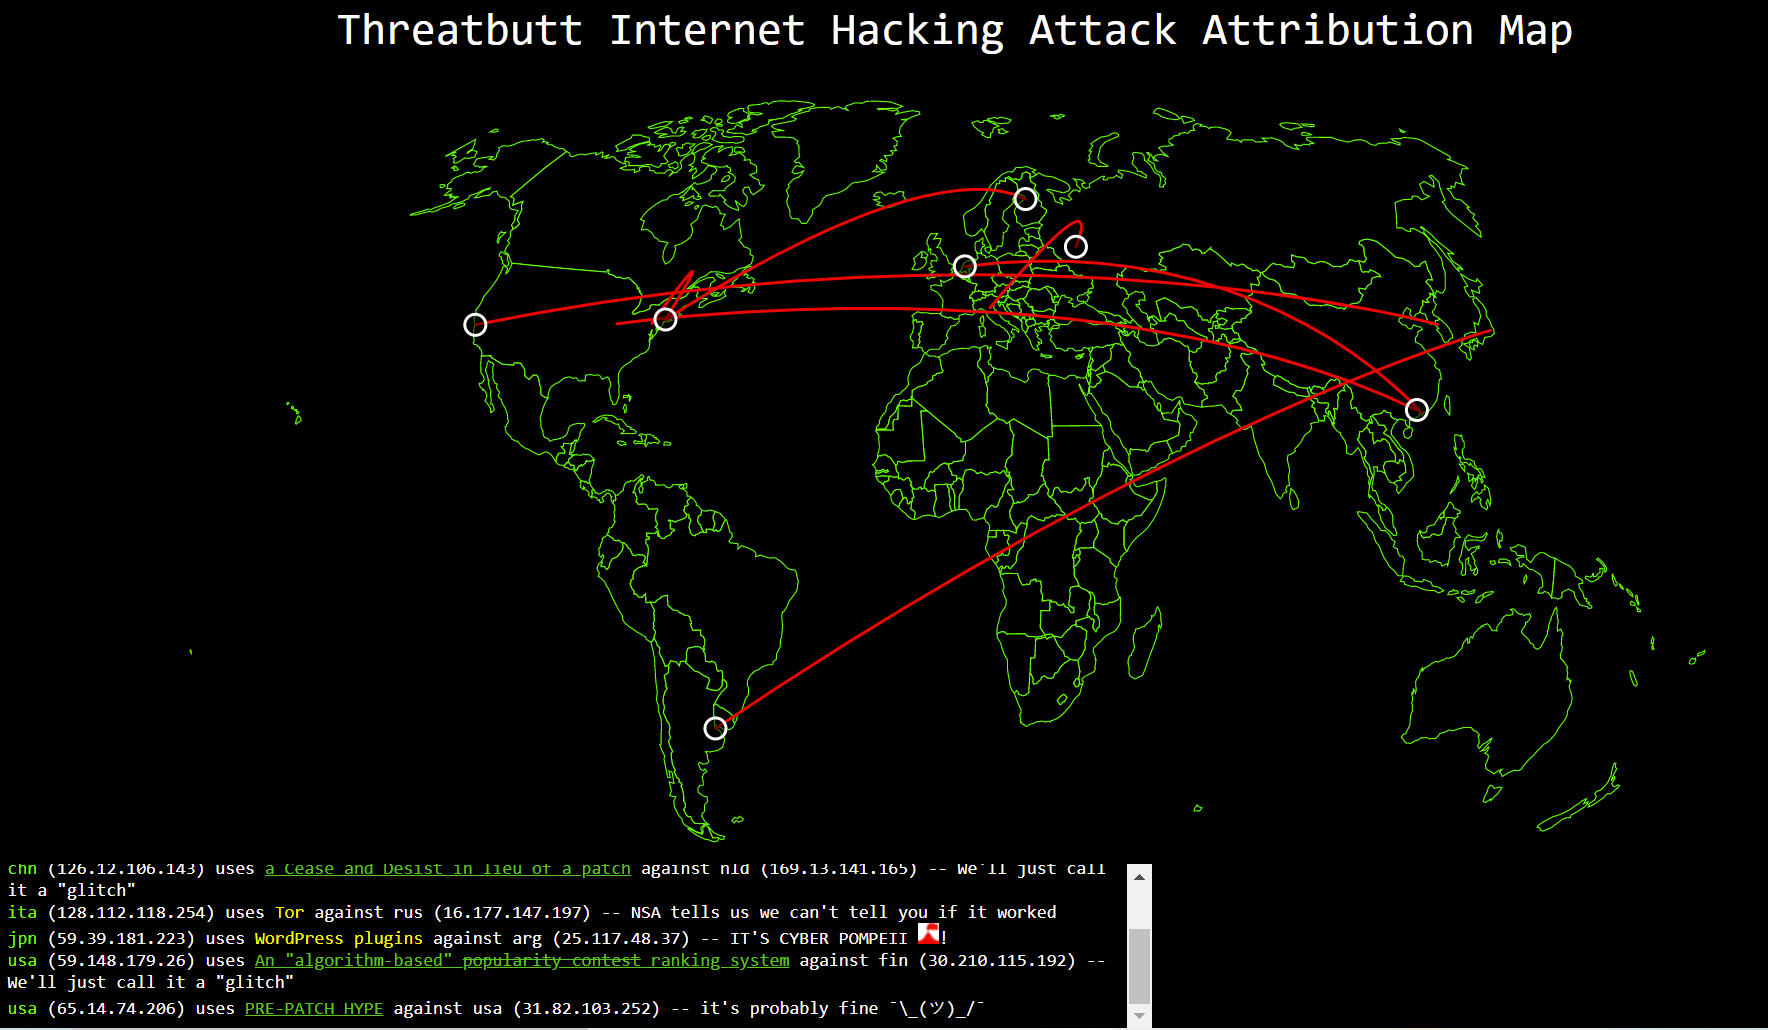 Threatbutt Internet Hacking Attack Attribution Map
chn (126.12.106.143) uses a Cease and Desist in lieu of a patch against nld (169.13.141.165) -- We'll just call
it a "glitch"
ita (128.112.118.254) uses Tor against rus (16.177.147.197) -- NSA tells us we can't tell you if it worked
jpn (59.39.181.223) uses WordPress plugins against arg (25.117.48.37) -- IT'S CYBER POMPEII !
usa (59.148.179.26) uses An "algorithm-based" popularity contest ranking system against fin (30.210.115.192) --
We'll just call it a "glitch"
usa (65.14.74.206) uses PRE-PATCH HYPE against usa (31.82.103.252) -- it's probably fine ¯\_(ツ)_/¯